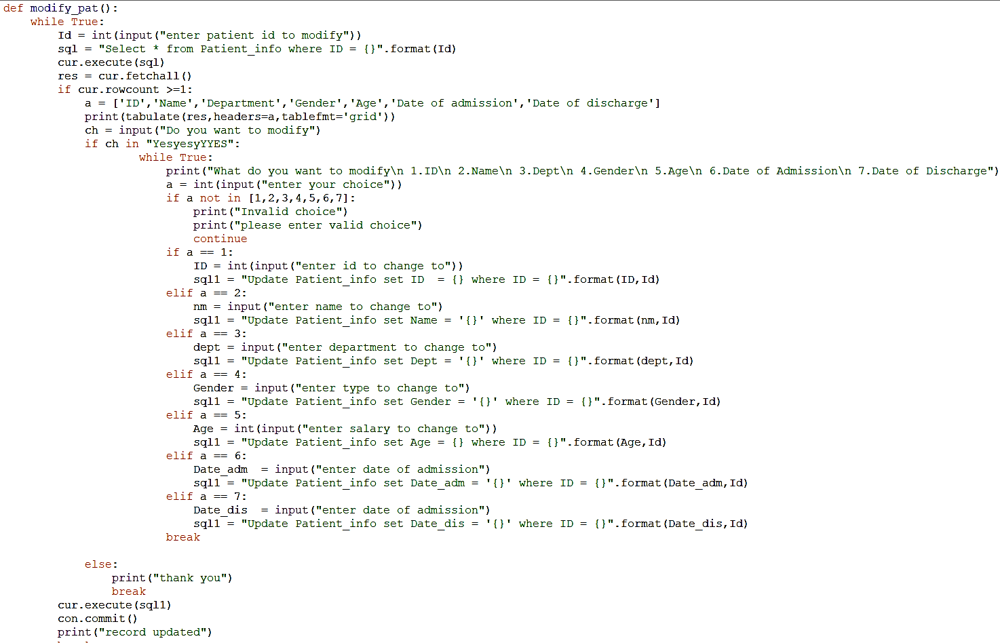 def modify_pat():
    while True:
        Id = int(input("enter patient id to modify"))
        sql = "Select * from Patient_info where ID = {}".format(Id)
        cur.execute(sql)
        res = cur.fetchall()
        if cur.rowcount >=1:
            a = ['ID','Name','Department','Gender','Age','Date of admission','Date of discharge']
            print(tabulate(res,headers=a,tablefmt='grid'))
            ch = input("Do you want to modify")
            if ch in "YesyesyYYES":
                    while True:
                        print("What do you want to modify\n 1.ID\n 2.Name\n 3.Dept\n 4.Gender\n 5.Age\n 6.Date of Admission\n 7.Date of Discharge")
                        a = int(input("enter your choice"))
                        if a not in [1,2,3,4,5,6,7]:
                            print("Invalid choice")
                            print("please enter valid choice")
                            continue
                        if a == 1:
                            ID = int(input("enter id to change to"))
                            sql1 = "Update Patient_info set ID  = {} where ID = {}".format(ID,Id)
                        elif a == 2:
                            nm = input("enter name to change to")
                            sql1 = "Update Patient_info set Name = '{}' where ID = {}".format(nm,Id)
                        elif a == 3:
                            dept = input("enter department to change to")
                            sql1 = "Update Patient_info set Dept = '{}' where ID = {}".format(dept,Id)
                        elif a == 4:
                            Gender = input("enter type to change to")
                            sql1 = "Update Patient_info set Gender = '{}' where ID = {}".format(Gender,Id)
                        elif a == 5:
                            Age = int(input("enter salary to change to"))
                            sql1 = "Update Patient_info set Age = {} where ID = {}".format(Age,Id)
                        elif a == 6:
                            Date_adm  = input("enter date of admission")
                            sql1 = "Update Patient_info set Date_adm = '{}' where ID = {}".format(Date_adm,Id)
                        elif a == 7:
                            Date_dis  = input("enter date of admission")
                            sql1 = "Update Patient_info set Date_dis = '{}' where ID = {}".format(Date_dis,Id)
                        break
            else:
                print("thank you")
                break
        cur.execute(sql1)
        con.commit()
        print("record updated")